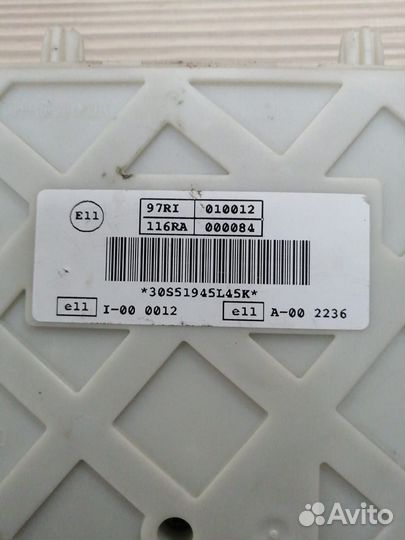 E11
97RI 010012
116RA 000084
*30S51945L45K*
e11 I-00 0012 e11 A-00 2236
Avito